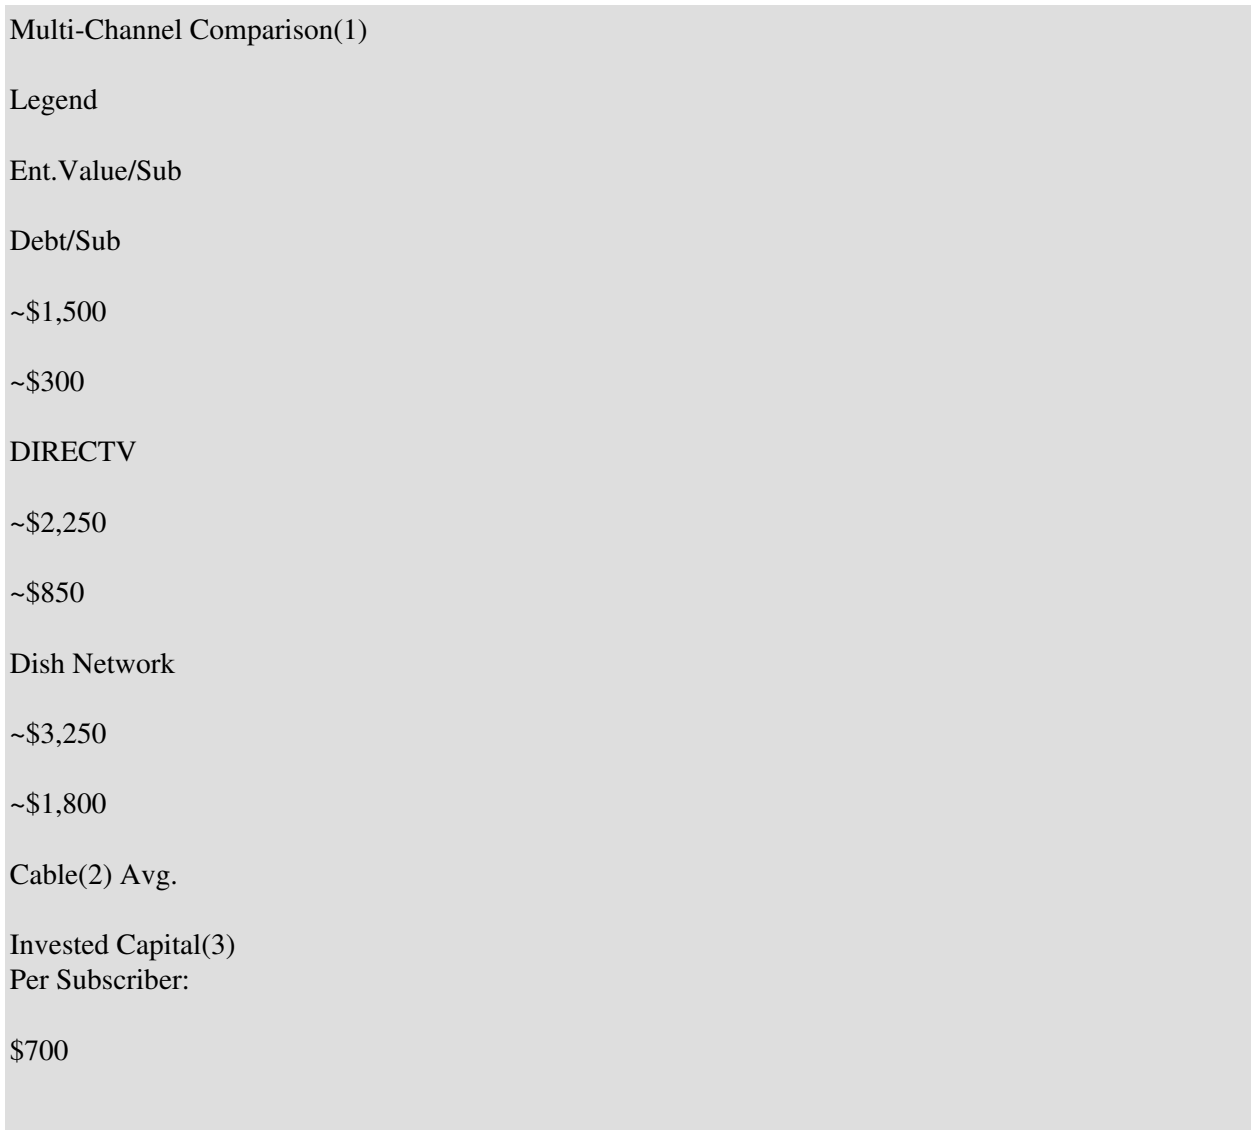 Multi-Channel Comparison(1)
Legend
Ent.Value/Sub
Debt/Sub
~$1,500
~$300
DIRECTV
~$2,250
~$850
Dish Network
~$3,250
~$1,800
Cable(2) Avg.
Invested Capital(3)
Per Subscriber:
$700